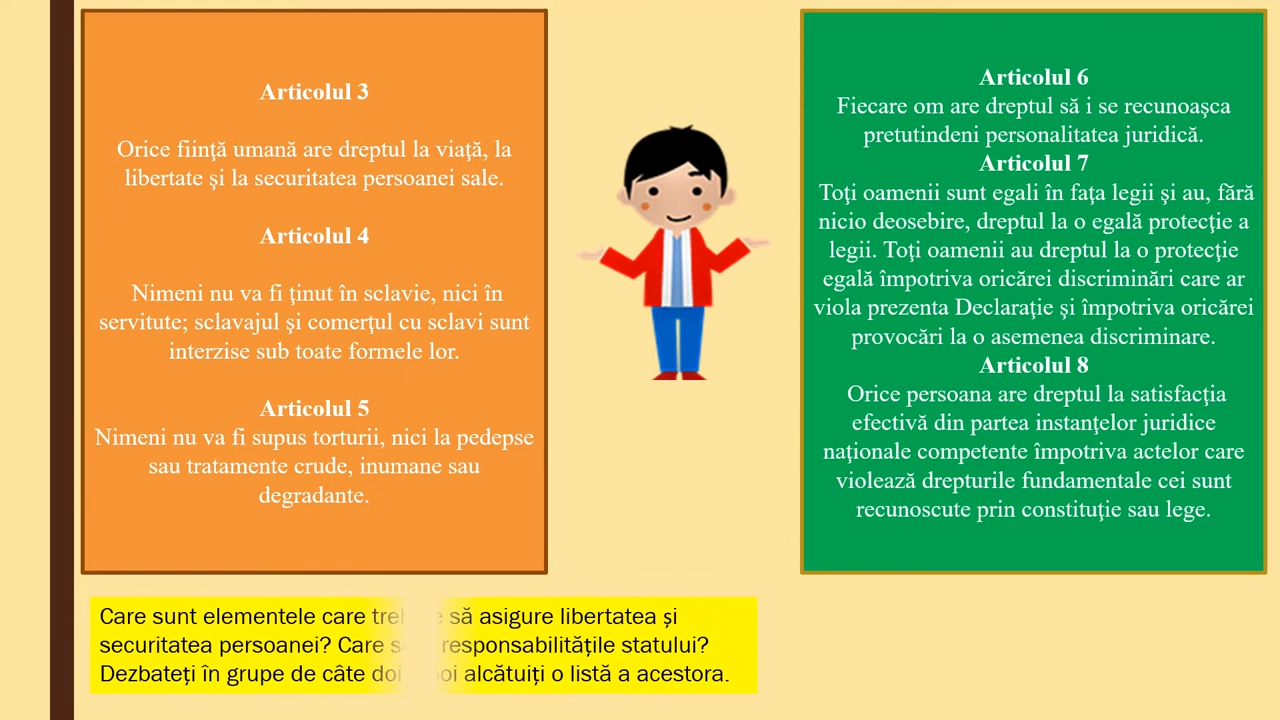 Articolul 3
Orice ființă umană are dreptul la viață, la
libertate și la securitatea persoanei sale.
Articolul 4
Nimeni nu va fi ţinut în sclavie, nici în
servitute; sclavajul şi comerţul cu sclavi sunt
interzise sub toate formele lor.
Articolul 5
Nimeni nu va fi supus torturii, nici la pedepse
sau tratamente crude, inumane sau
degradante.
Articolul 6
Fiecare om are dreptul să i se recunoaşca
pretutindeni personalitatea juridică.
Articolul 7
Toţi oamenii sunt egali în faţa legii şi au, fără
nicio deosebire, dreptul la o egală protecţie a
legii. Toţi oamenii au dreptul la o protecţie
egală împotriva oricărei discriminări care ar
viola prezenta Declaraţie şi împotriva oricărei
provocări la o asemenea discriminare.
Articolul 8
Orice persoana are dreptul la satisfacţia
efectivă din partea instanţelor juridice
naţionale competente împotriva actelor care
violează drepturile fundamentale cei sunt
recunoscute prin constituţie sau lege.
Care sunt elementele care să asigure libertatea și
securitatea persoanei? Care responsabilitățile statului?
Dezbateți în grupe de câte doi alcătuiți o listă a acestora.